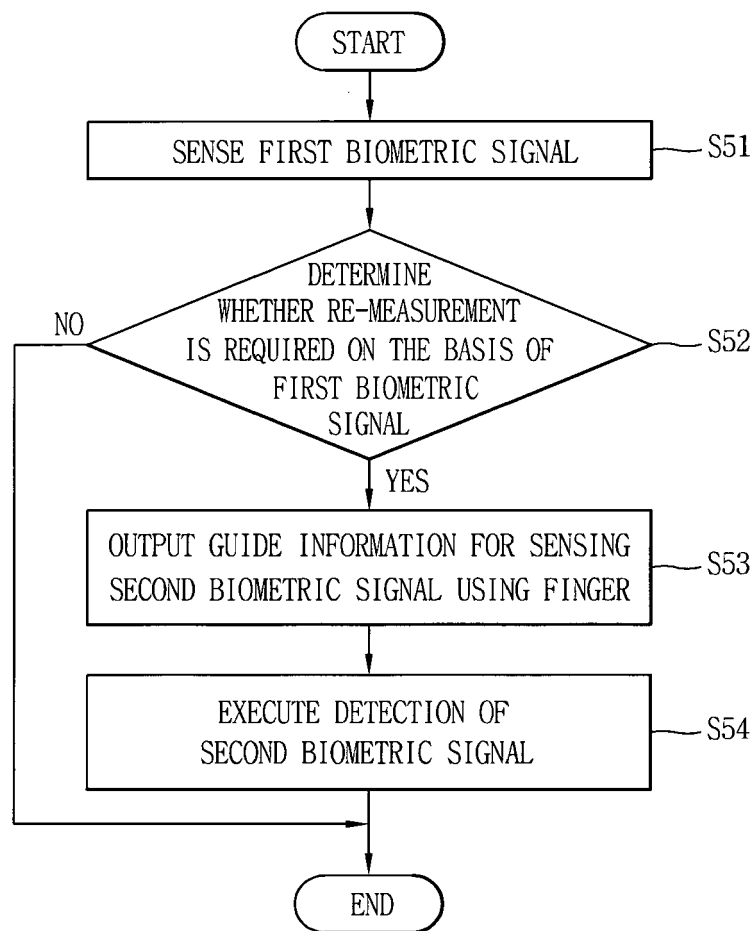 START
SENSE FIRST BIOMETRIC SIGNAL
S51
DETERMINE
WHETHER RE-MEASUREMENT
IS REQUIRED ON THE BASIS OF
FIRST BIOMETRIC
SIGNAL
S52
NO
YES
OUTPUT GUIDE INFORMATION FOR SENSING
SECOND BIOMETRIC SIGNAL USING FINGER
S53
EXECUTE DETECTION OF
SECOND BIOMETRIC SIGNAL
S54
END